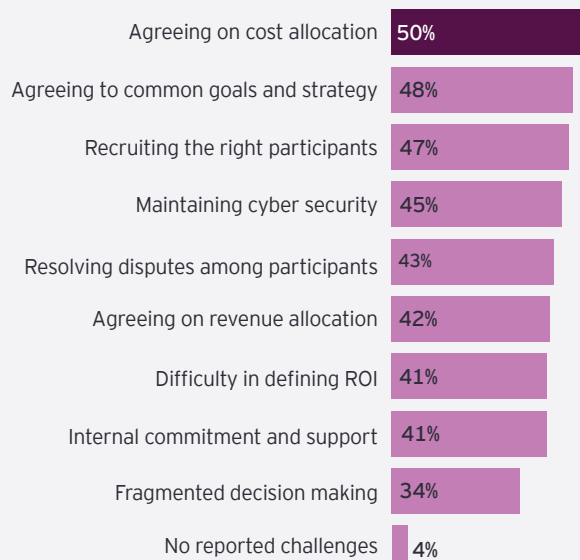 Agreeing on cost allocation 50%
Agreeing to common goals and strategy 48%
Recruiting the right participants 47%
Maintaining cyber security 45%
Resolving disputes among participants 43%
Agreeing on revenue allocation 42%
Difficulty in defining ROI 41%
Internal commitment and support 41%
Fragmented decision making 34%
No reported challenges 4%